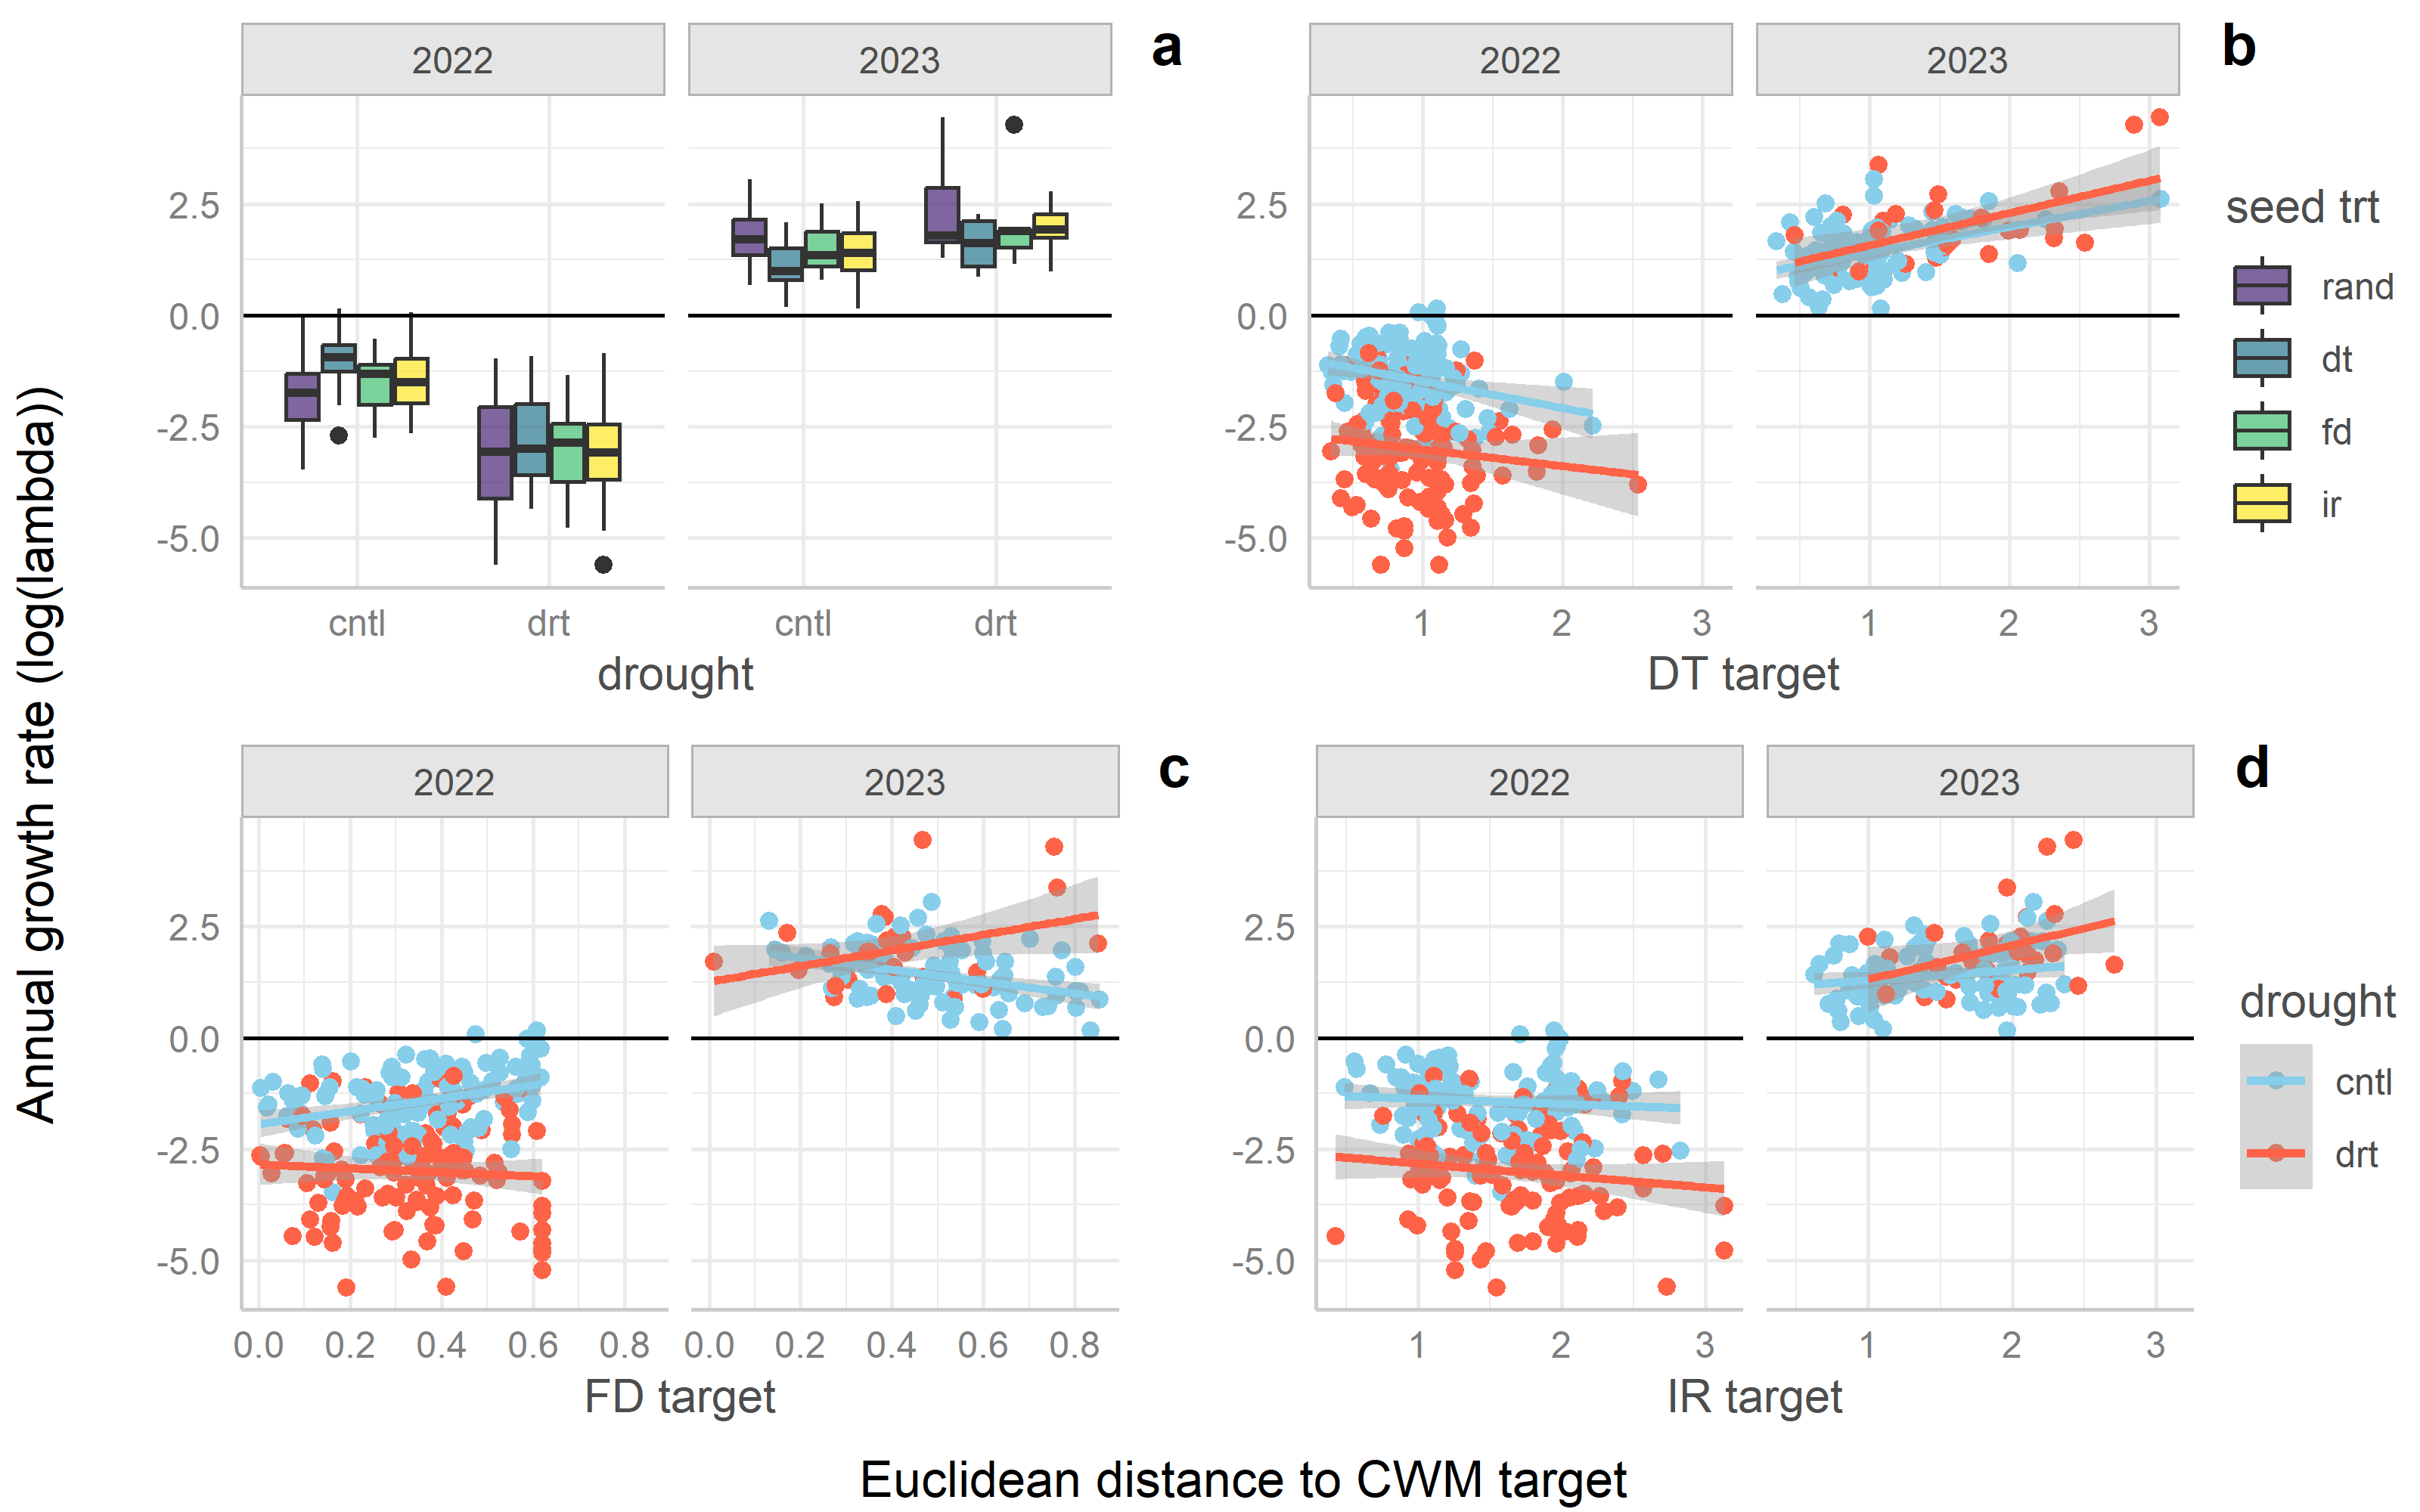 Annual growth rate (log(lambda))
2022 2023 a
2.5
0.0
-2.5
-5.0
cntl drt cntl drt
drought
2022 2023 b
2.5
0.0
-2.5
-5.0
1 2 3 1 2 3
DT target
seed trt
rand
dt
fd
ir
2022 2023 c
2.5
0.0
-2.5
-5.0
0.0 0.2 0.4 0.6 0.8 0.0 0.2 0.4 0.6 0.8
FD target
2022 2023 d
2.5
0.0
-2.5
-5.0
1 2 3 1 2 3
IR target
drought
cntl
drt
Euclidean distance to CWM target